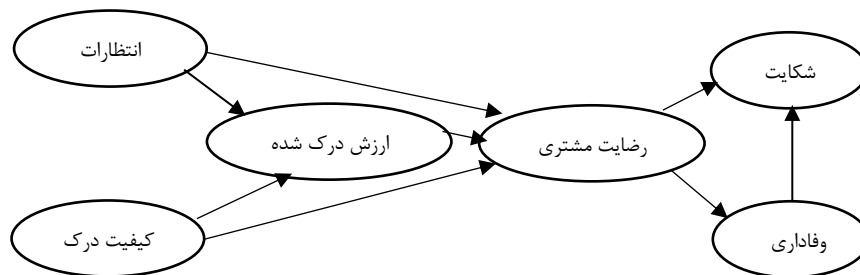 انتظارات
شکایت
ارزش درک شده
رضایت مشتری
کیفیت درک
وفاداری